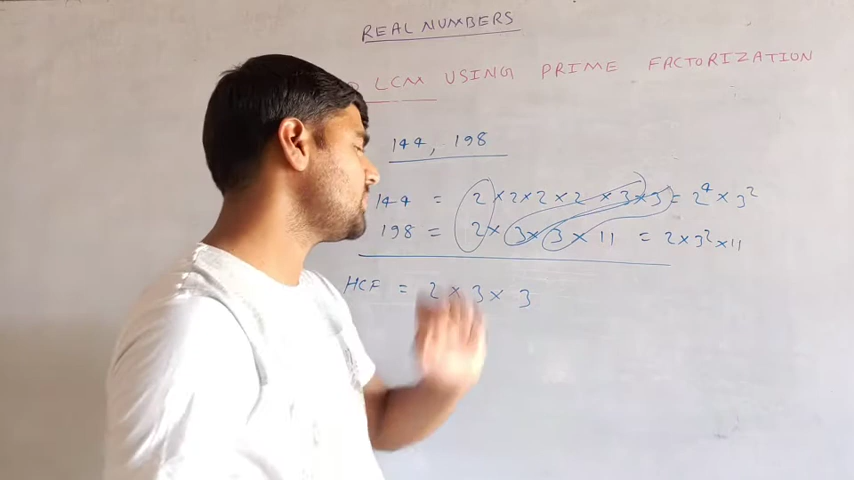 REAL NUMBERS
LCM USING PRIME FACTORIZATION
144, 198
144 = 2×2×2×2×3×3 = 2⁴×3²
198 = 2×3×3×11 = 2×3²×11
HCF = 2×3×3